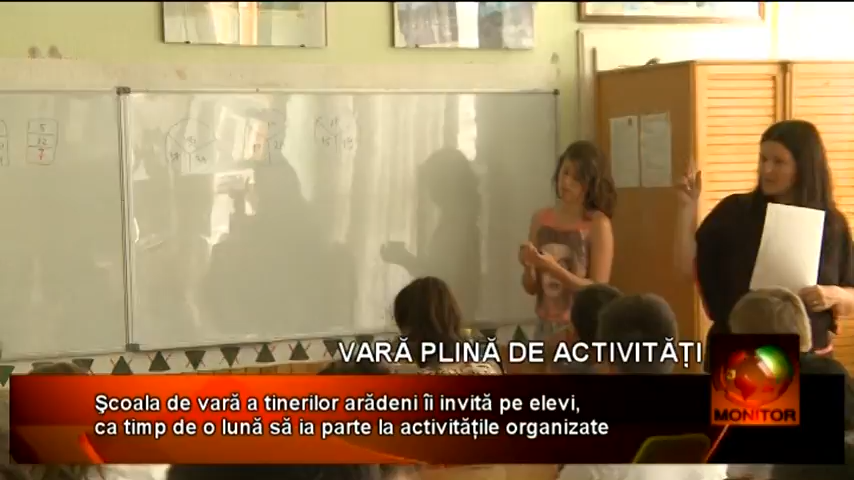 VARĂ PLINĂ DE ACTIVITĂȚI
Şcoala de vară a tinerilor arădeni îi invită pe elevi,
ca timp de o lună să ia parte la activitățile organizate
MONITOR